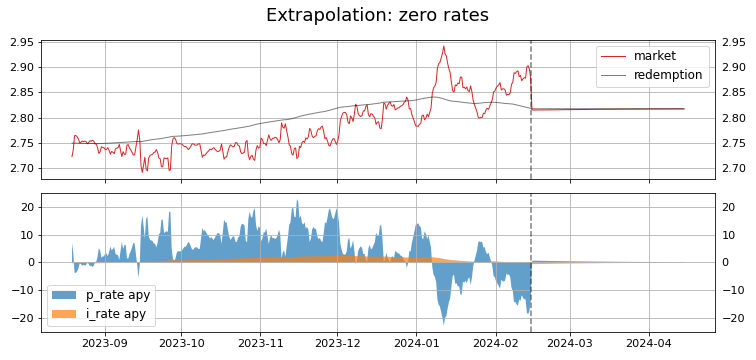 Extrapolation: zero rates
2.95 2.95
2.90 2.90
2.85 2.85
2.80 2.80
2.75 2.75
2.70 2.70
market
redemption
20 20
10 10
0 0
−10 −10
−20 −20
p_rate apy
i_rate apy
2023-09 2023-10 2023-11 2023-12 2024-01 2024-02 2024-03 2024-04